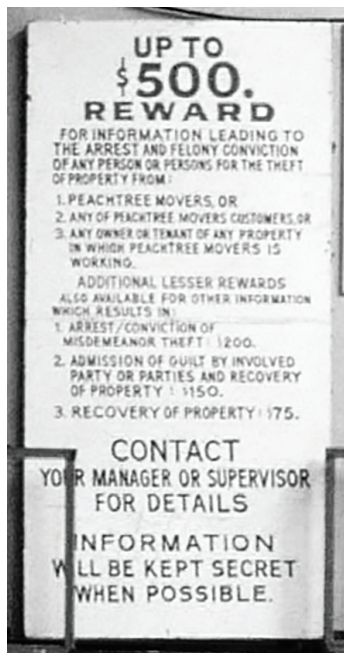 UP TO
$500.
REWARD
FOR INFORMATION LEADING TO
THE ARREST AND FELONY CONVICTION
OF ANY PERSON OR PERSONS FOR THE THEFT
OF PROPERTY FROM:
1. PEACHTREE MOVERS, OR
2. ANY OF PEACHTREE MOVERS CUSTOMERS, OR
3. ANY OWNER OR TENANT OF ANY PROPERTY
IN WHICH PEACHTREE MOVERS IS
WORKING.
ADDITIONAL LESSER REWARDS
ALSO AVAILABLE FOR OTHER INFORMATION
WHICH RESULTS IN:
1. ARREST/CONVICTION OF
MISDEMEANOR THEFT: $200.
2. ADMISSION OF GUILT BY INVOLVED
PARTY OR PARTIES AND RECOVERY
OF PROPERTY : $150.
3. RECOVERY OF PROPERTY: $75.
CONTACT
YOUR MANAGER OR SUPERVISOR
FOR DETAILS
INFORMATION
WILL BE KEPT SECRET
WHEN POSSIBLE.